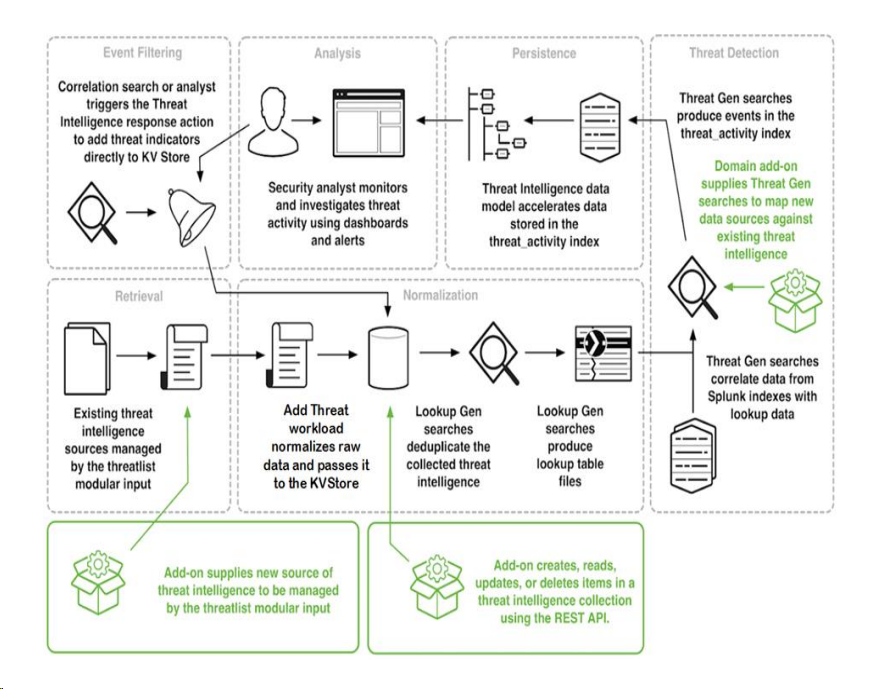 Event Filtering
Correlation search or analyst
triggers the Threat
Intelligence response action
to add threat indicators
directly to KV Store
Analysis
Security analyst monitors
and investigates threat
activity using dashboards
and alerts
Persistence
Threat Intelligence data
model accelerates data
stored in the
threat_activity index
Threat Detection
Threat Gen searches
produce events in the
threat_activity index
Domain add-on
supplies Threat Gen
searches to map new
data sources against
existing threat
intelligence
Threat Gen searches
correlate data from
Splunk indexes with
lookup data
Retrieval
Existing threat
intelligence
sources managed
by the threatlist
modular input
Normalization
Add Threat
workload
normalizes raw
data and passes it
to the KVStore
Lookup Gen
searches
deduplicate the
collected threat
intelligence
Lookup Gen
searches
produce
lookup table
files
Add-on supplies new source of
threat intelligence to be managed
by the threatlist modular input
Add-on creates, reads,
updates, or deletes items in a
threat intelligence collection
using the REST API.